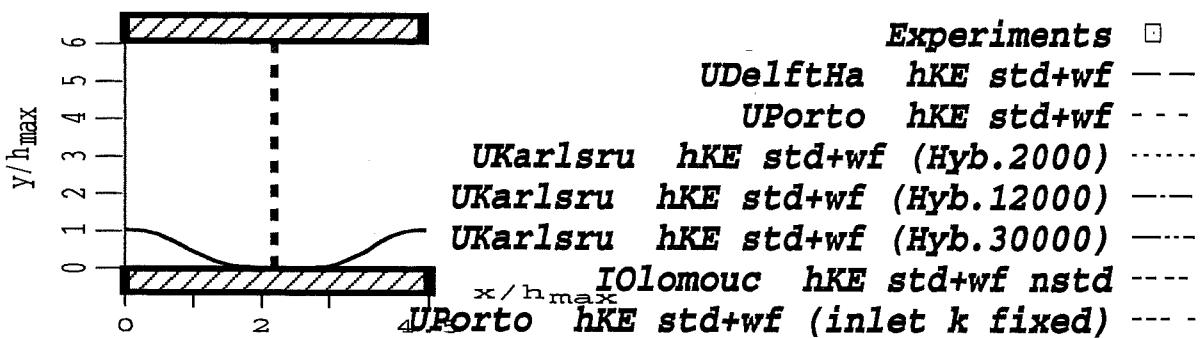 Experiments
UDelftHa hKE std+wf
UPorto hKE std+wf
UKarlsru hKE std+wf (Hyb.2000)
UKarlsru hKE std+wf (Hyb.12000)
UKarlsru hKE std+wf (Hyb.30000)
IOlomouc hKE std+wf nstd
UPorto hKE std+wf (inlet k fixed)
y/hmax
6
5
4
3
2
1
0
x/hmax
0
2
4.5